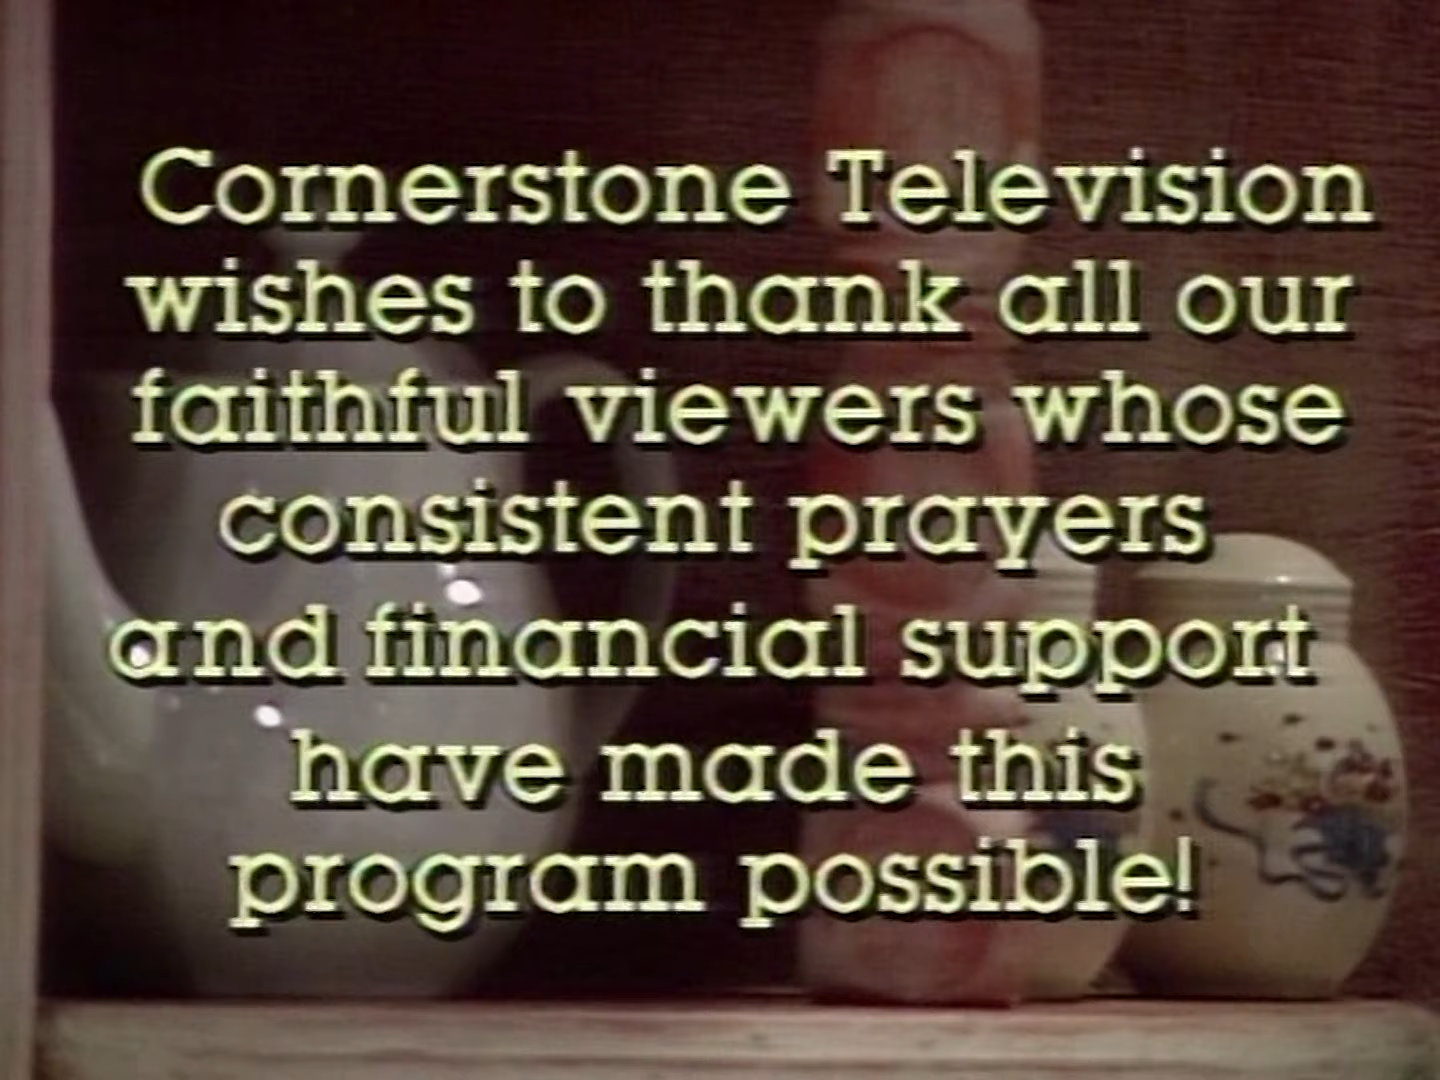 Cornerstone Television
wishes to thank all our
faithful viewers whose
consistent prayers
and financial support
have made this
program possible!